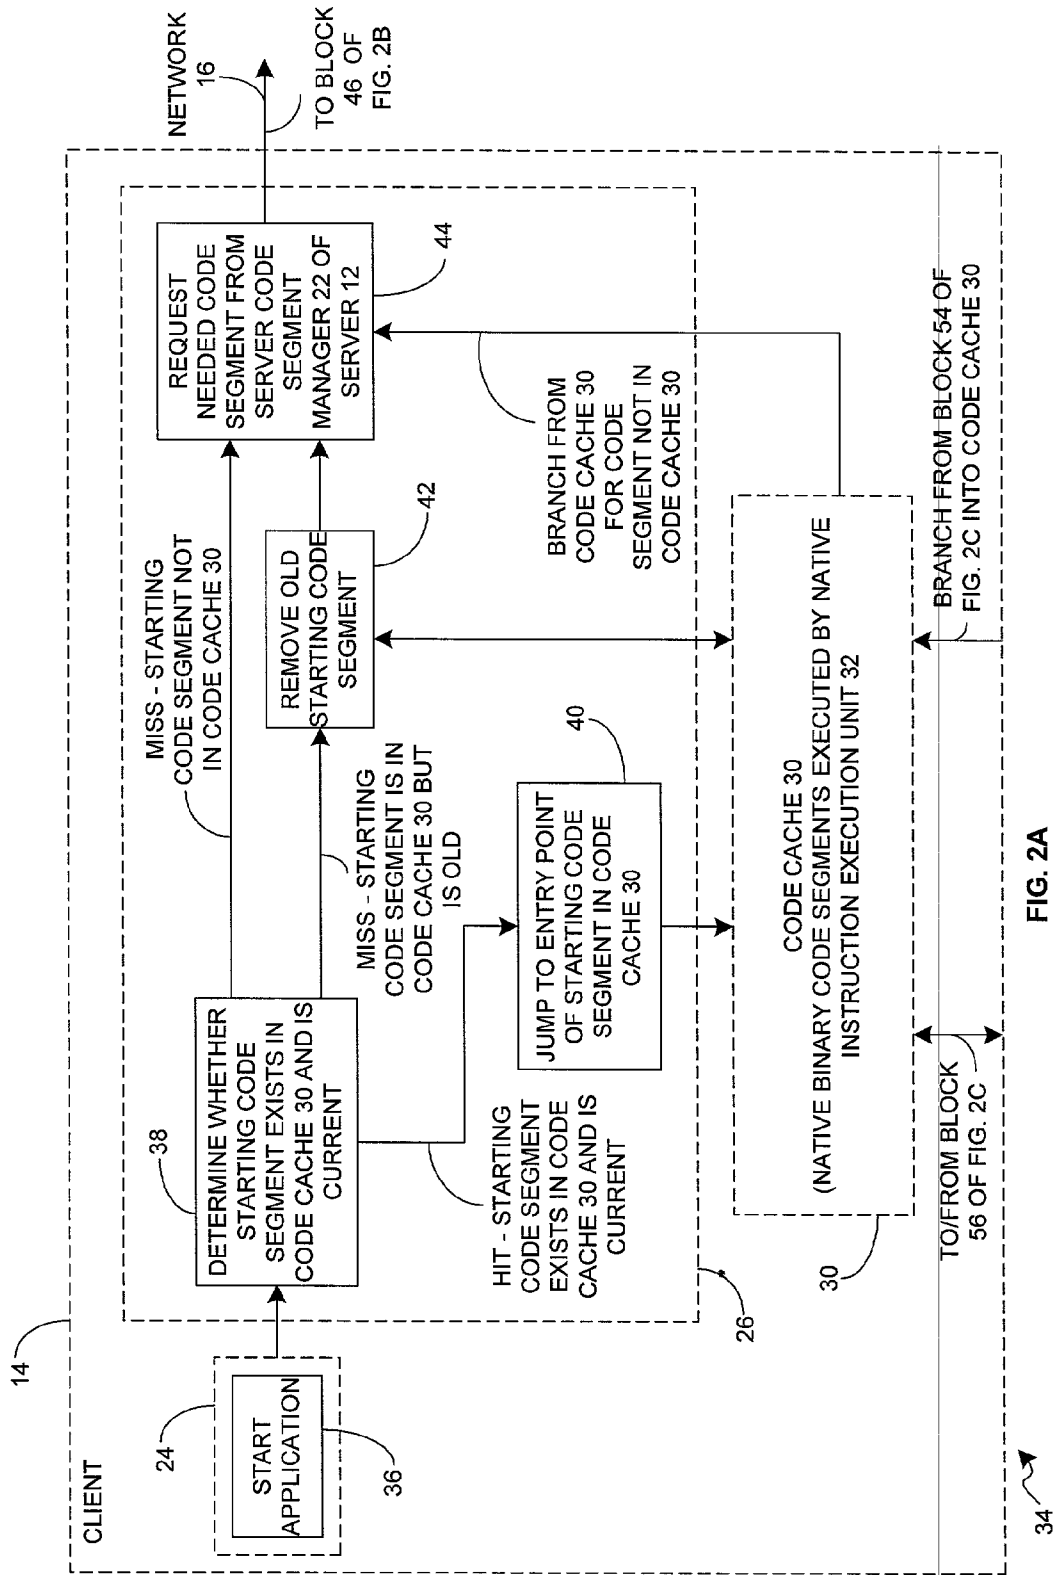 CLIENT
14
24
START
APPLICATION
36
38
DETERMINE WHETHER
STARTING CODE
SEGMENT EXISTS IN
CODE CACHE 30 AND IS
CURRENT
MISS - STARTING
CODE SEGMENT NOT
IN CODE CACHE 30
MISS - STARTING
CODE SEGMENT IS IN
CODE CACHE 30 BUT
IS OLD
HIT - STARTING
CODE SEGMENT
EXISTS IN CODE
CACHE 30 AND IS
CURRENT
REMOVE OLD
STARTING CODE
SEGMENT
42
REQUEST
NEEDED CODE
SEGMENT FROM
SERVER CODE
SEGMENT
MANAGER 22 OF
SERVER 12
44
NETWORK
16
TO BLOCK
46 OF
FIG. 2B
40
JUMP TO ENTRY POINT
OF STARTING CODE
SEGMENT IN CODE
CACHE 30
BRANCH FROM
CODE CACHE 30
FOR CODE
SEGMENT NOT IN
CODE CACHE 30
26
CODE CACHE 30
(NATIVE BINARY CODE SEGMENTS EXECUTED BY NATIVE
INSTRUCTION EXECUTION UNIT 32
30
TO/FROM BLOCK
56 OF FIG. 2C
BRANCH FROM BLOCK 54 OF
FIG. 2C INTO CODE CACHE 30
34
FIG. 2A